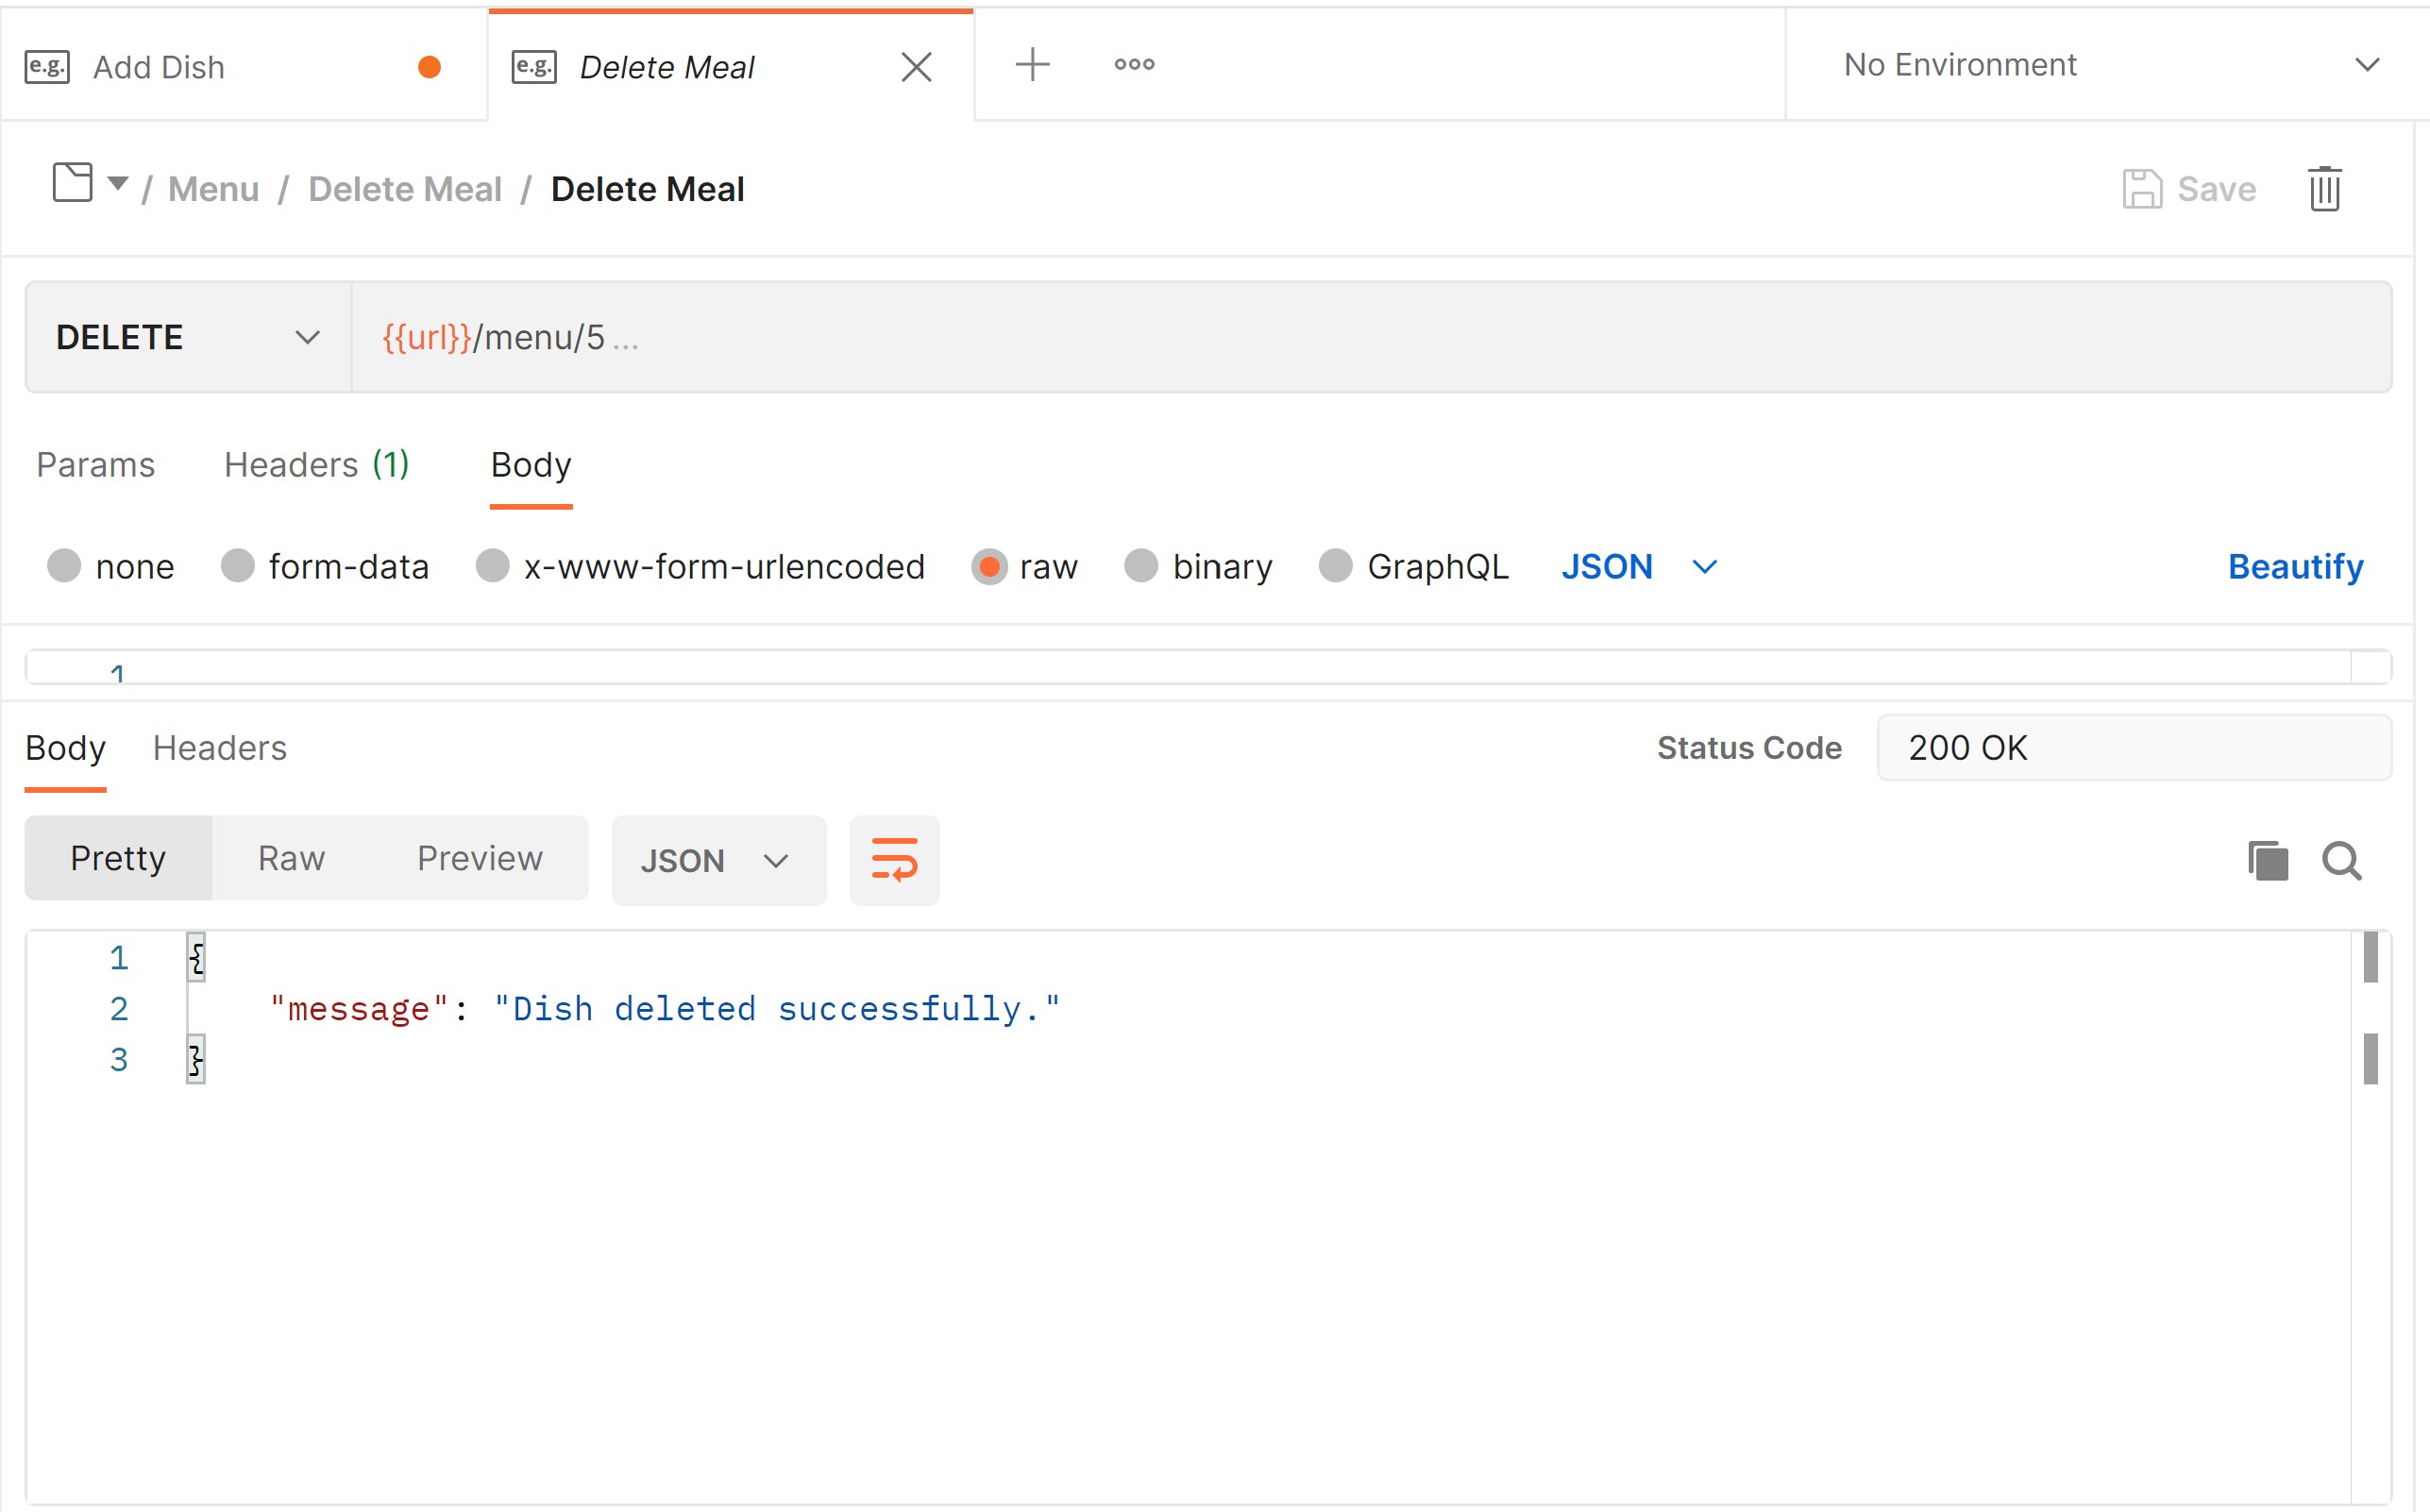 e.g. Add Dish e.g. Delete Meal No Environment
/ Menu / Delete Meal / Delete Meal Save
DELETE {{url}}/menu/5 ...
Params Headers (1) Body
none form-data x-www-form-urlencoded raw binary GraphQL JSON Beautify
1
Body Headers Status Code 200 OK
Pretty Raw Preview JSON
1 {
2 "message": "Dish deleted successfully."
3 }